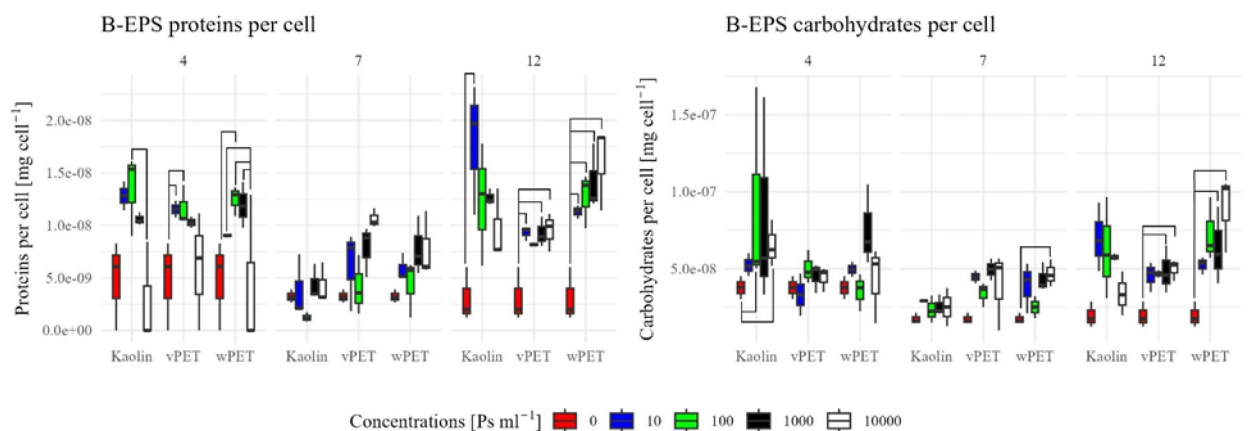 B-EPS proteins per cell
4 7 12
Proteins per cell [mg cell⁻¹]
2.0e-08
1.5e-08
1.0e-08
5.0e-09
0.0e+00
Kaolin vPET wPET Kaolin vPET wPET Kaolin vPET wPET
B-EPS carbohydrates per cell
4 7 12
Carbohydrates per cell [mg cell⁻¹]
1.5e-07
1.0e-07
5.0e-08
Kaolin vPET wPET Kaolin vPET wPET Kaolin vPET wPET
Concentrations [Ps ml⁻¹] 0 10 100 1000 10000